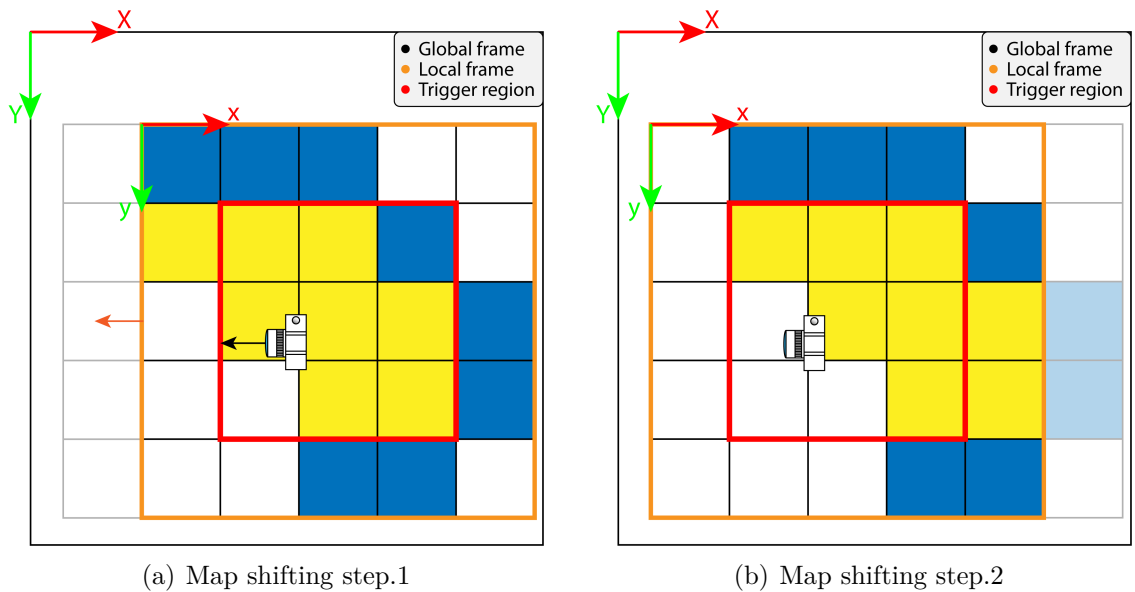 X
Y
Global frame
Local frame
Trigger region
x
y
(a) Map shifting step.1
X
Y
Global frame
Local frame
Trigger region
x
y
(b) Map shifting step.2